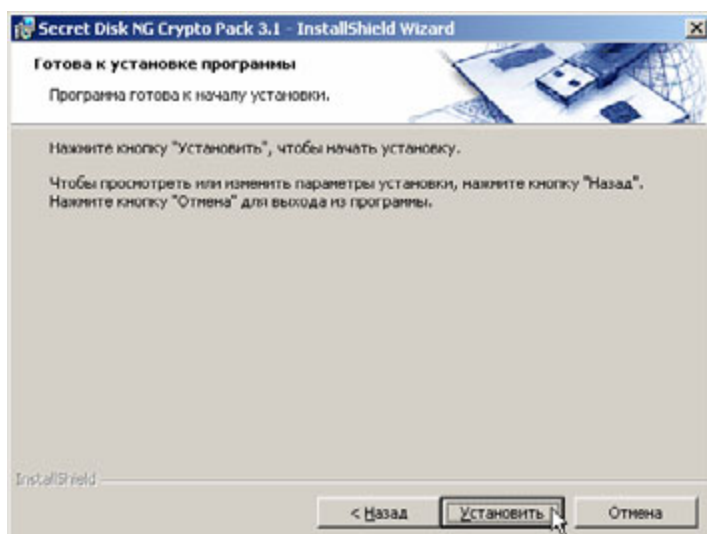 Secret Disk NG Crypto Pack 3.1 - InstallShield Wizard
Готова к установке программы
Программа готова к началу установки.
Нажмите кнопку "Установить", чтобы начать установку.
Чтобы просмотреть или изменить параметры установки, нажмите кнопку "Назад".
Нажмите кнопку "Отмена" для выхода из программы.
InstallShield
< Назад
Установить
Отмена